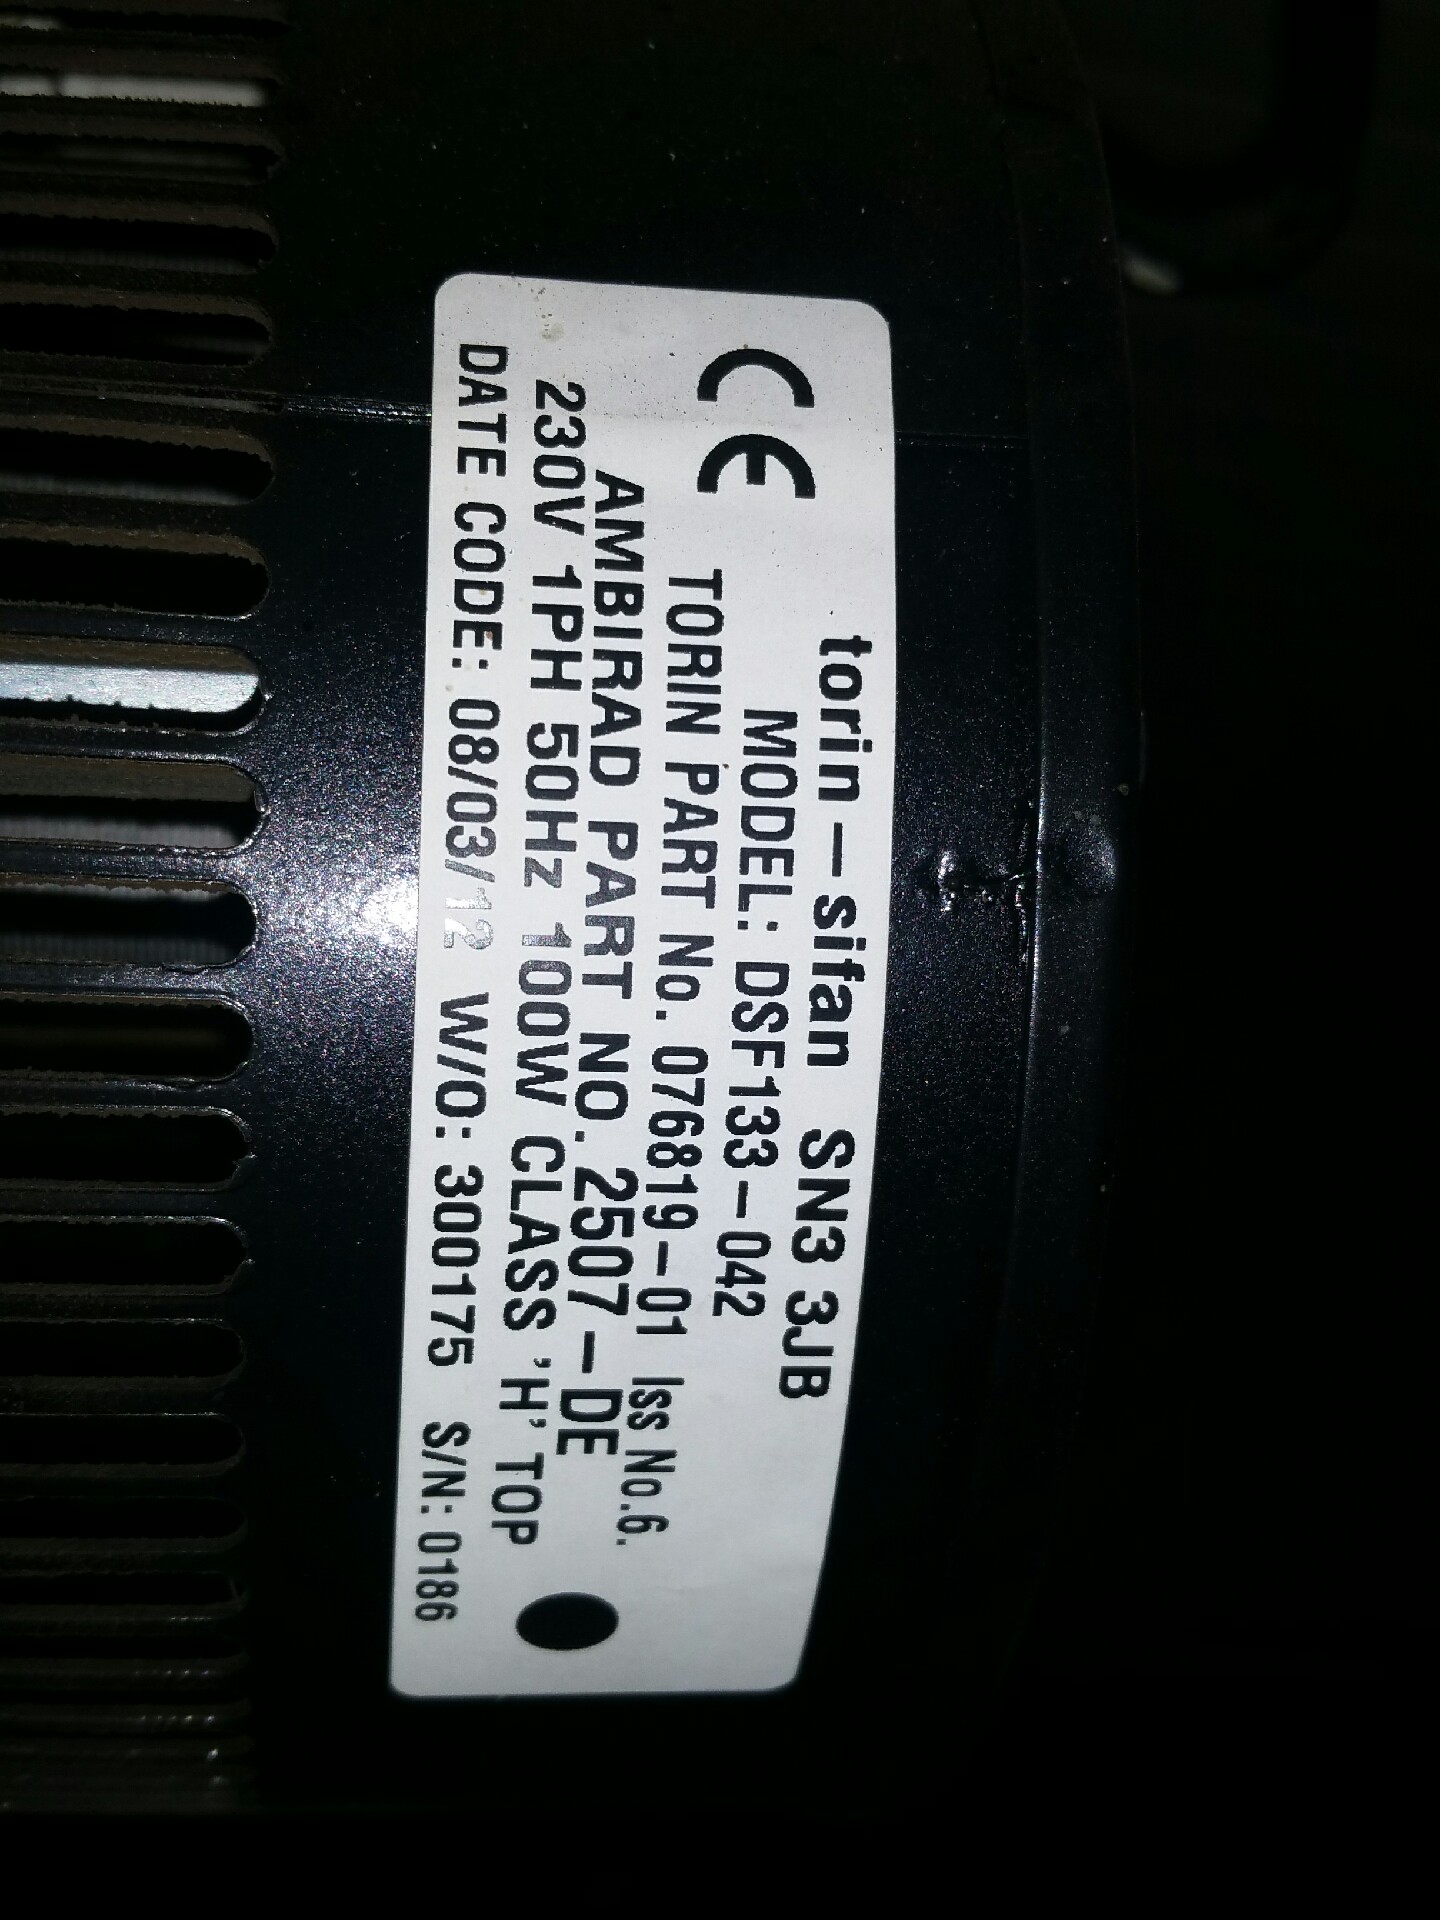 CE torin-sifan SN3 3JB
MODEL: DSF133-042
TORIN PART No. 076819-01 Iss No.6.
AMBIRAD PART NO. 2507-DE
230V 1PH 50Hz 100W CLASS 'H' TOP
DATE CODE: 08/03/12 W/O: 300175 S/N: 0186